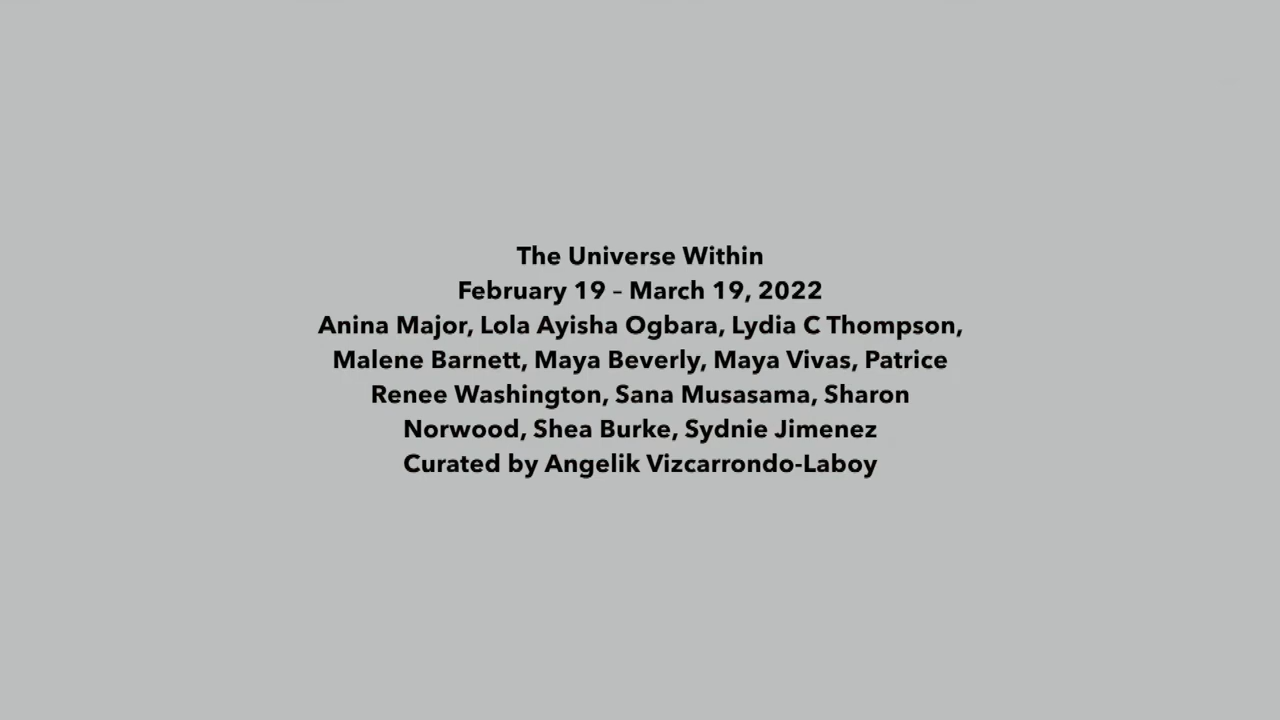 The Universe Within
February 19 – March 19, 2022
Anina Major, Lola Ayisha Ogbara, Lydia C Thompson,
Malene Barnett, Maya Beverly, Maya Vivas, Patrice
Renee Washington, Sana Musasama, Sharon
Norwood, Shea Burke, Sydnie Jimenez
Curated by Angelik Vizcarrondo-Laboy